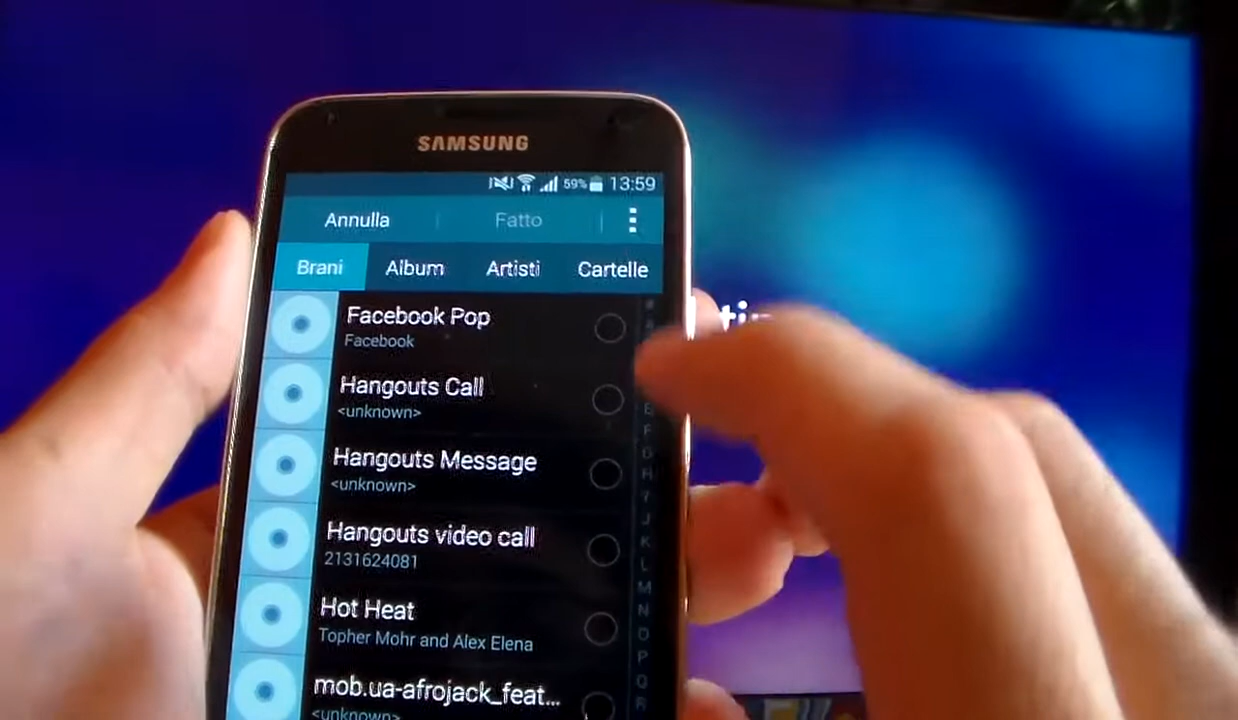 SAMSUNG
59% 13:59
Annulla Fatto
Brani Album Artisti Cartelle
Facebook Pop
Facebook
Hangouts Call
<unknown>
Hangouts Message
<unknown>
Hangouts video call
2131624081
Hot Heat
Topher Mohr and Alex Elena
mob.ua-afrojack_feat...
<unknown>
E
F
G
H
J
K
L
M
N
O
P
Q
R